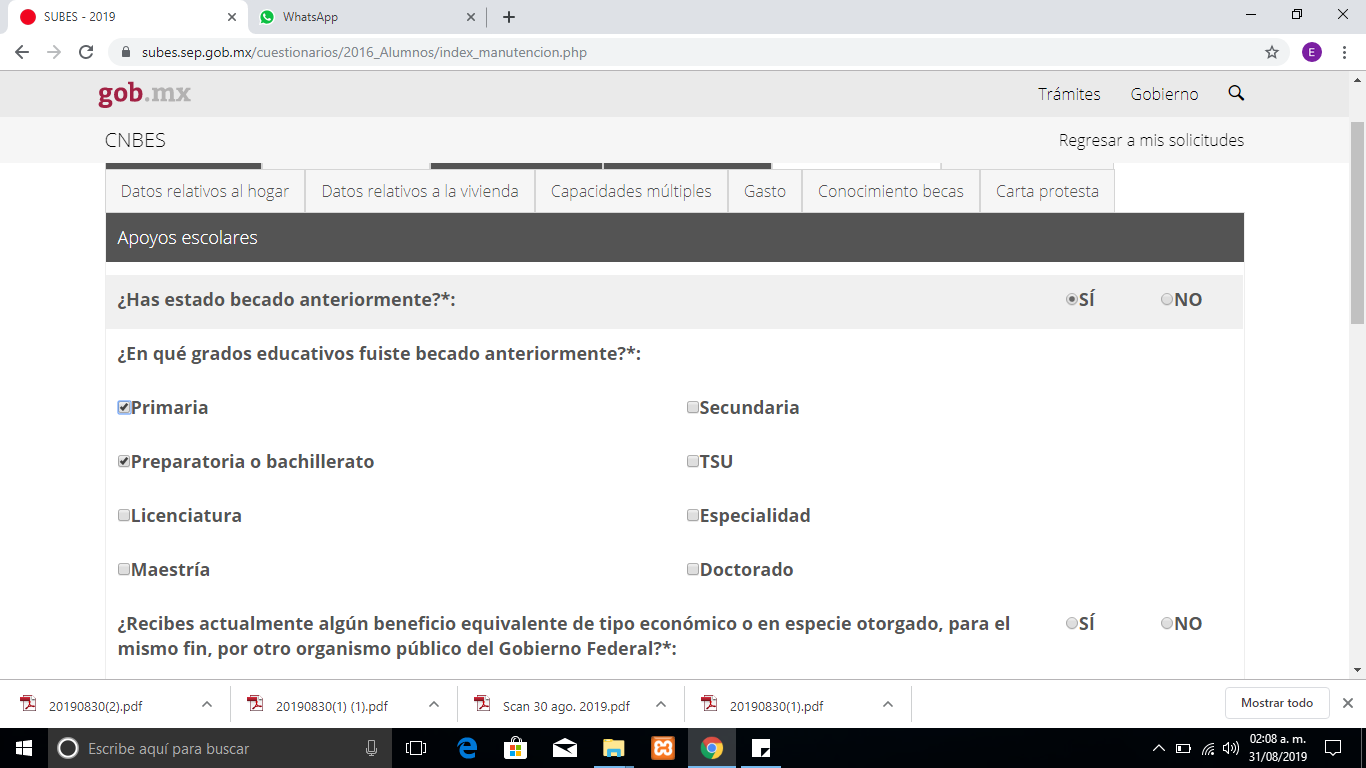 SUBES - 2019
WhatsApp
subes.sep.gob.mx/cuestionarios/2016_Alumnos/index_manutencion.php
E
gob.mx
Trámites
Gobierno
CNBES
Regresar a mis solicitudes
Datos relativos al hogar
Datos relativos a la vivienda
Capacidades múltiples
Gasto
Conocimiento becas
Carta protesta
Apoyos escolares
¿Has estado becado anteriormente?*:
SÍ
NO
¿En qué grados educativos fuiste becado anteriormente?*:
Primaria
Secundaria
Preparatoria o bachillerato
TSU
Licenciatura
Especialidad
Maestría
Doctorado
¿Recibes actualmente algún beneficio equivalente de tipo económico o en especie otorgado, para el
mismo fin, por otro organismo público del Gobierno Federal?*:
SÍ
NO
20190830(2).pdf
20190830(1) (1).pdf
Scan 30 ago. 2019.pdf
20190830(1).pdf
Mostrar todo
Escribe aquí para buscar
02:08 a. m.
31/08/2019